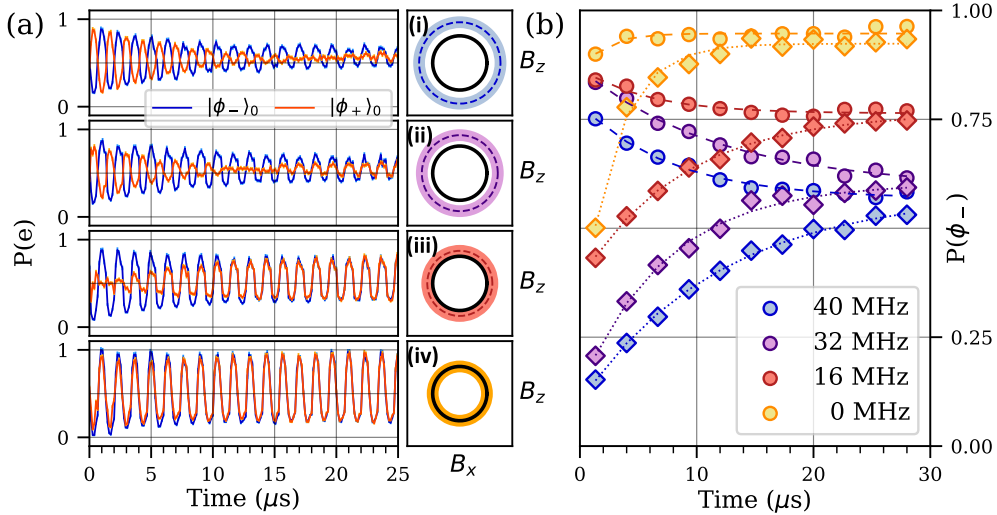 (a)
P(e)
1
0
|ϕ₋⟩₀ |ϕ₊⟩₀
1
0
1
0
1
0
0 5 10 15 20 25
Time (μs)
(i)
B_z
(ii)
B_z
(iii)
B_z
(iv)
B_z
B_x
(b)
1.00
0.75
0.25
0.00
P(ϕ₋)
40 MHz
32 MHz
16 MHz
0 MHz
0 10 20 30
Time (μs)